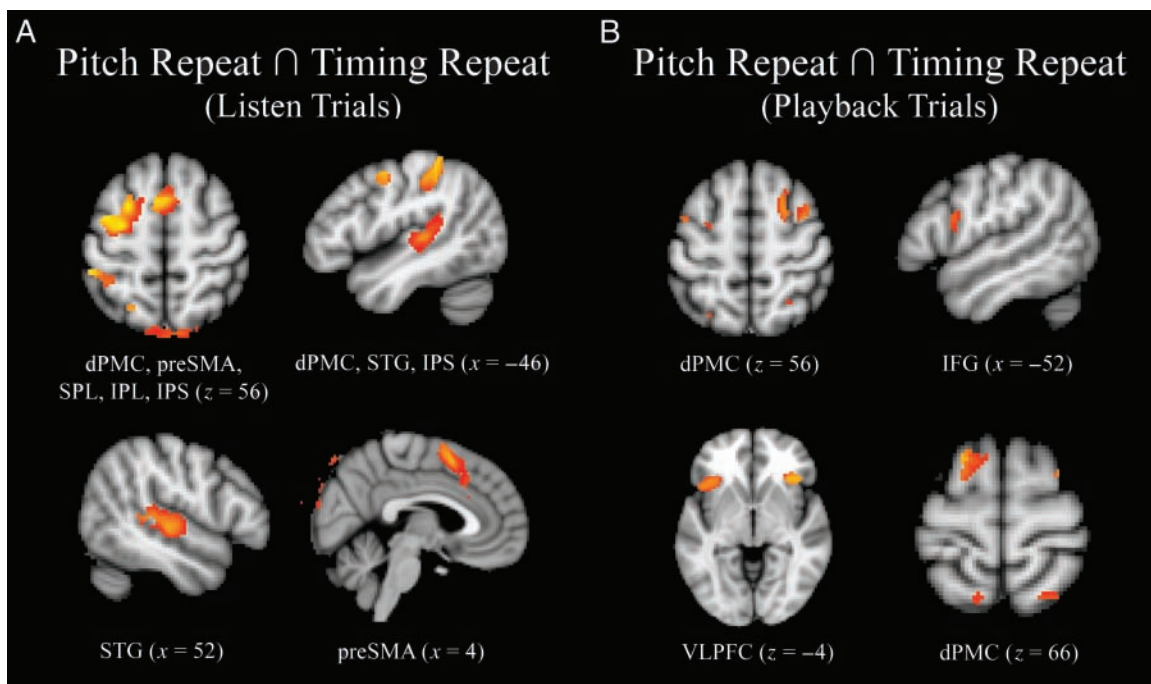 A
Pitch Repeat ∩ Timing Repeat
(Listen Trials)
dPMC, preSMA,
SPL, IPL, IPS (z = 56)
dPMC, STG, IPS (x = –46)
STG (x = 52)
preSMA (x = 4)
B
Pitch Repeat ∩ Timing Repeat
(Playback Trials)
dPMC (z = 56)
IFG (x = –52)
VLPFC (z = –4)
dPMC (z = 66)